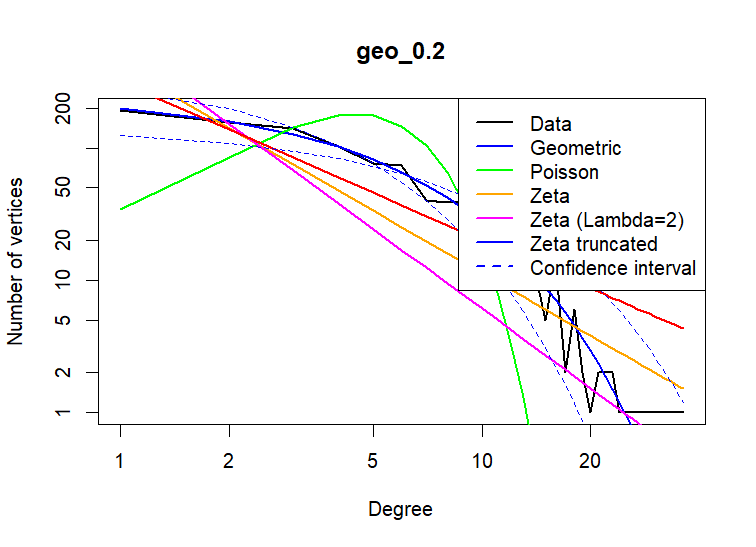 geo_0.2
Number of vertices
200
50
20
10
5
2
1
Data
Geometric
Poisson
Zeta
Zeta (Lambda=2)
Zeta truncated
Confidence interval
1 2 5 10 20
Degree